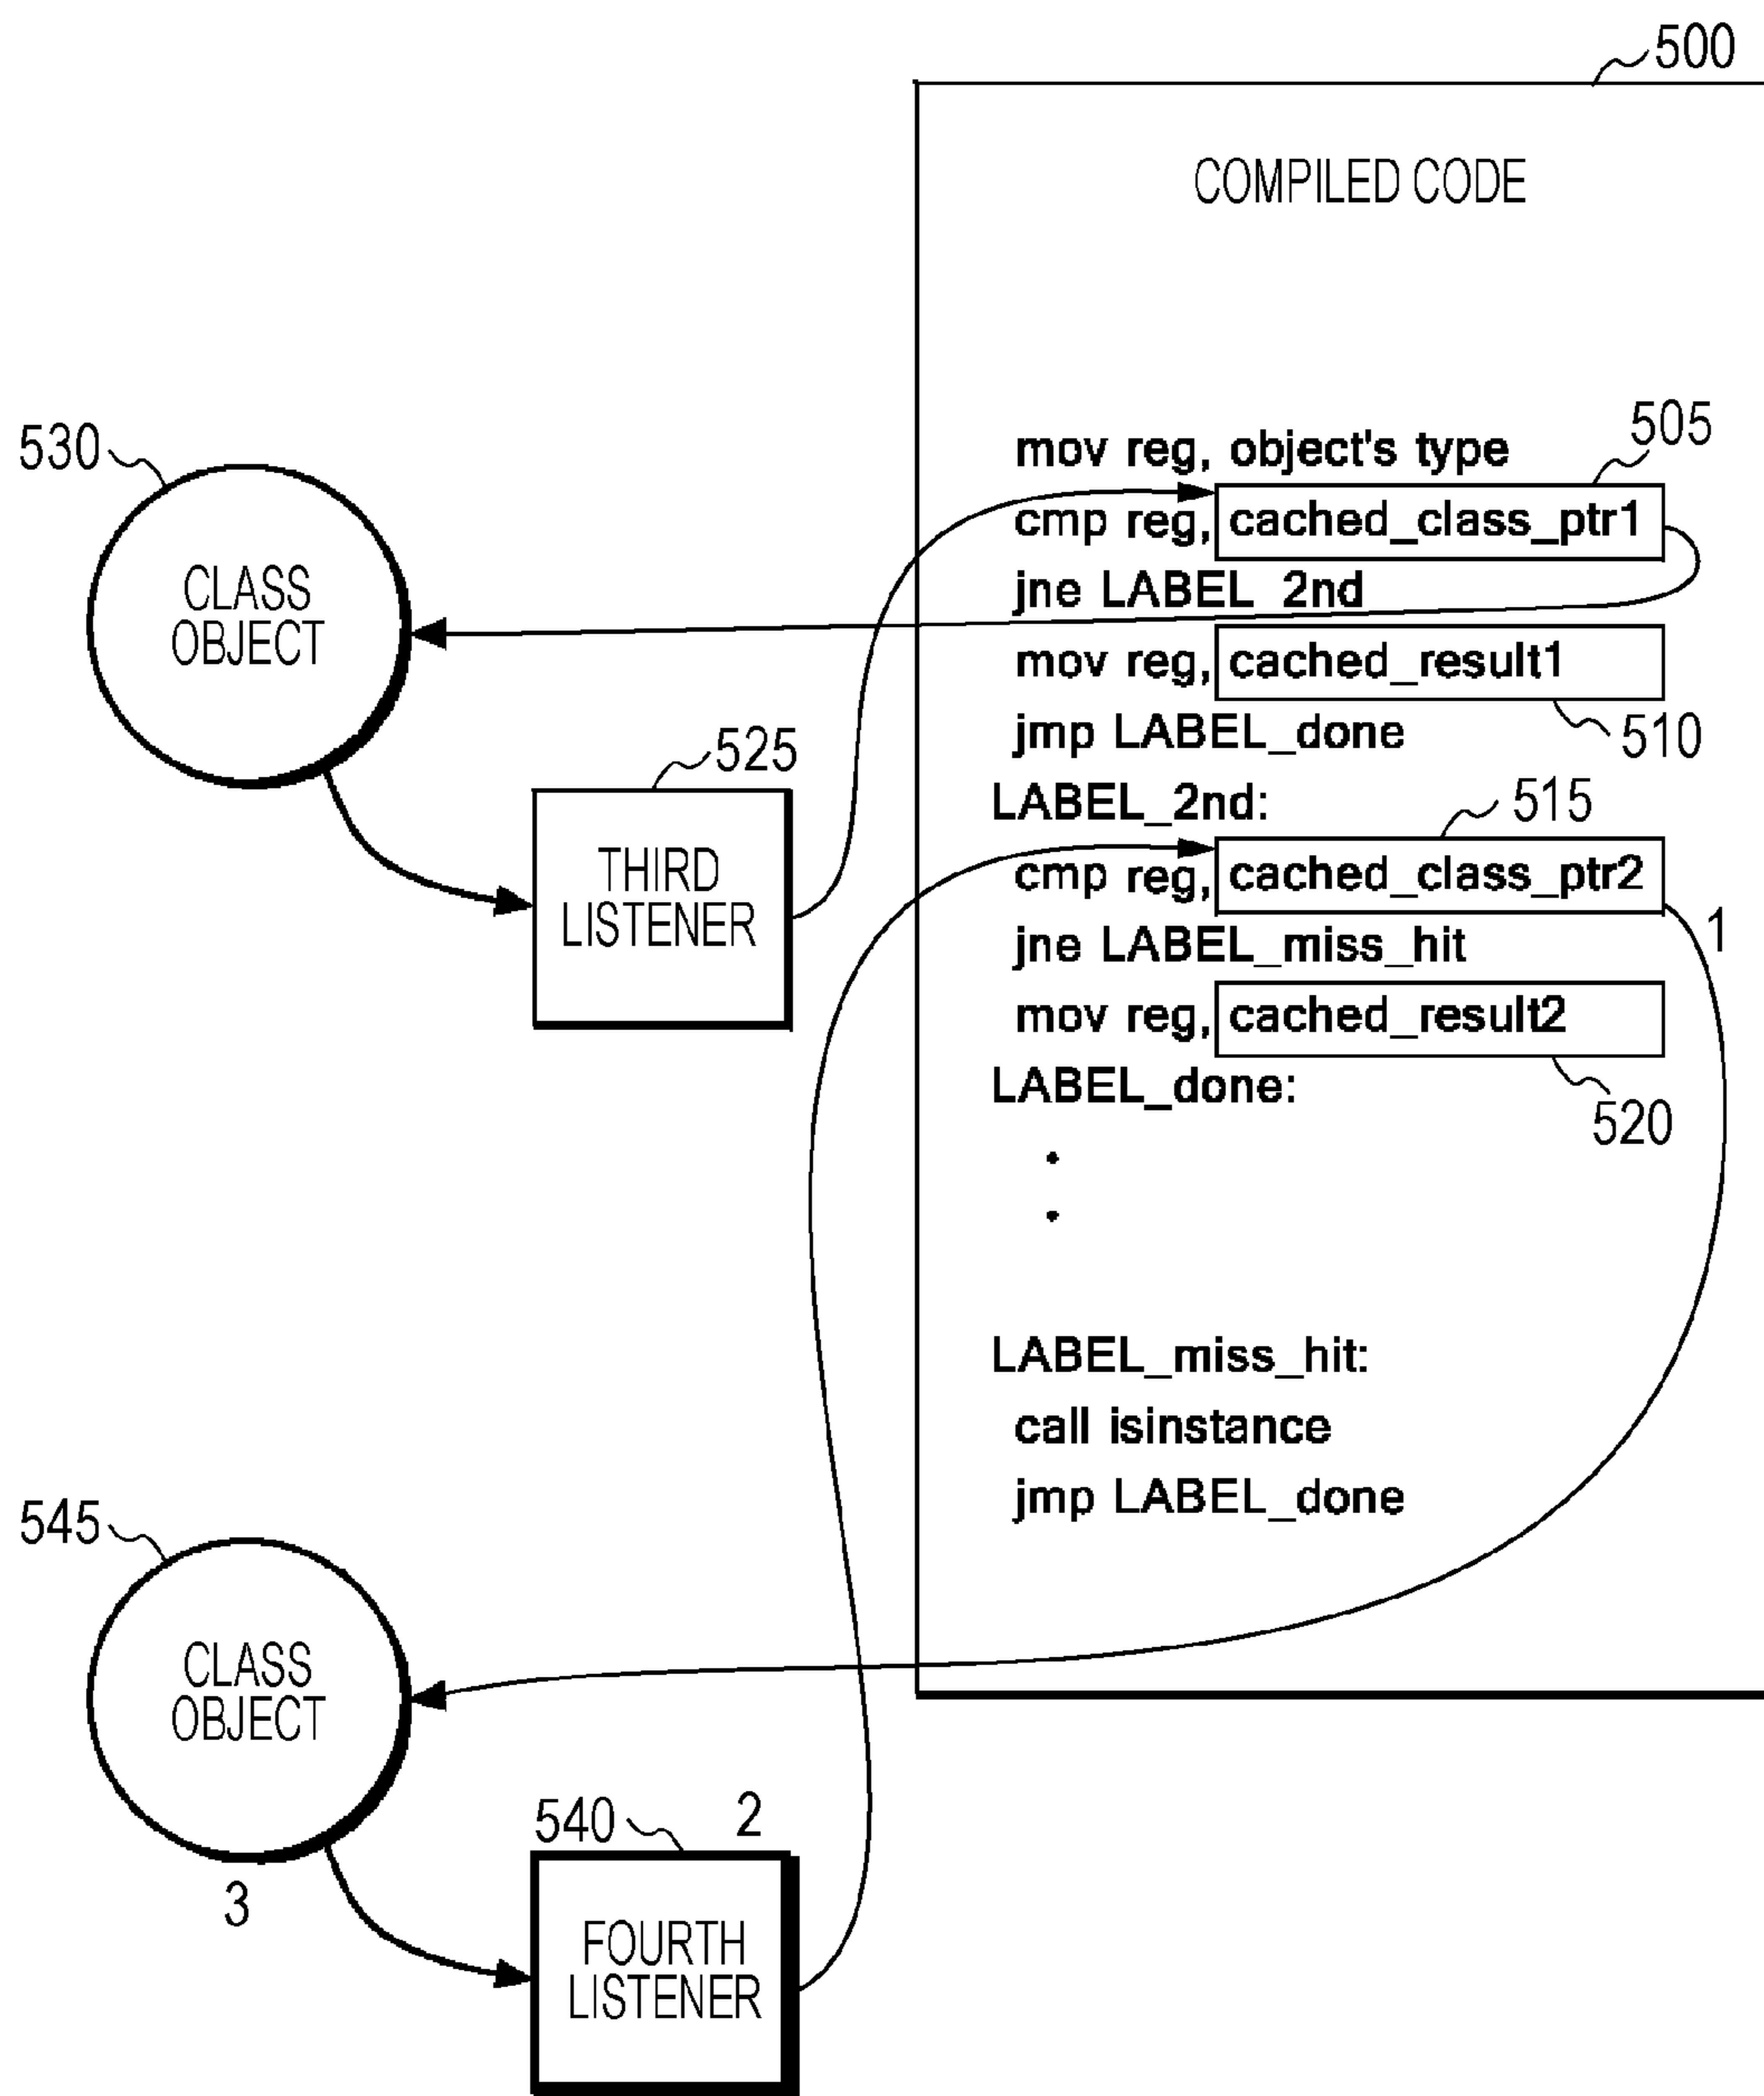 500
COMPILED CODE
530
CLASS
OBJECT
525
THIRD
LISTENER
mov reg, object's type
505
cmp reg, cached_class_ptr1
jne LABEL_2nd
mov reg, cached_result1
510
jmp LABEL_done
LABEL_2nd:
515
cmp reg, cached_class_ptr2
1
jne LABEL_miss_hit
mov reg, cached_result2
LABEL_done:
520
LABEL_miss_hit:
call isinstance
jmp LABEL_done
545
CLASS
OBJECT
3
540
2
FOURTH
LISTENER